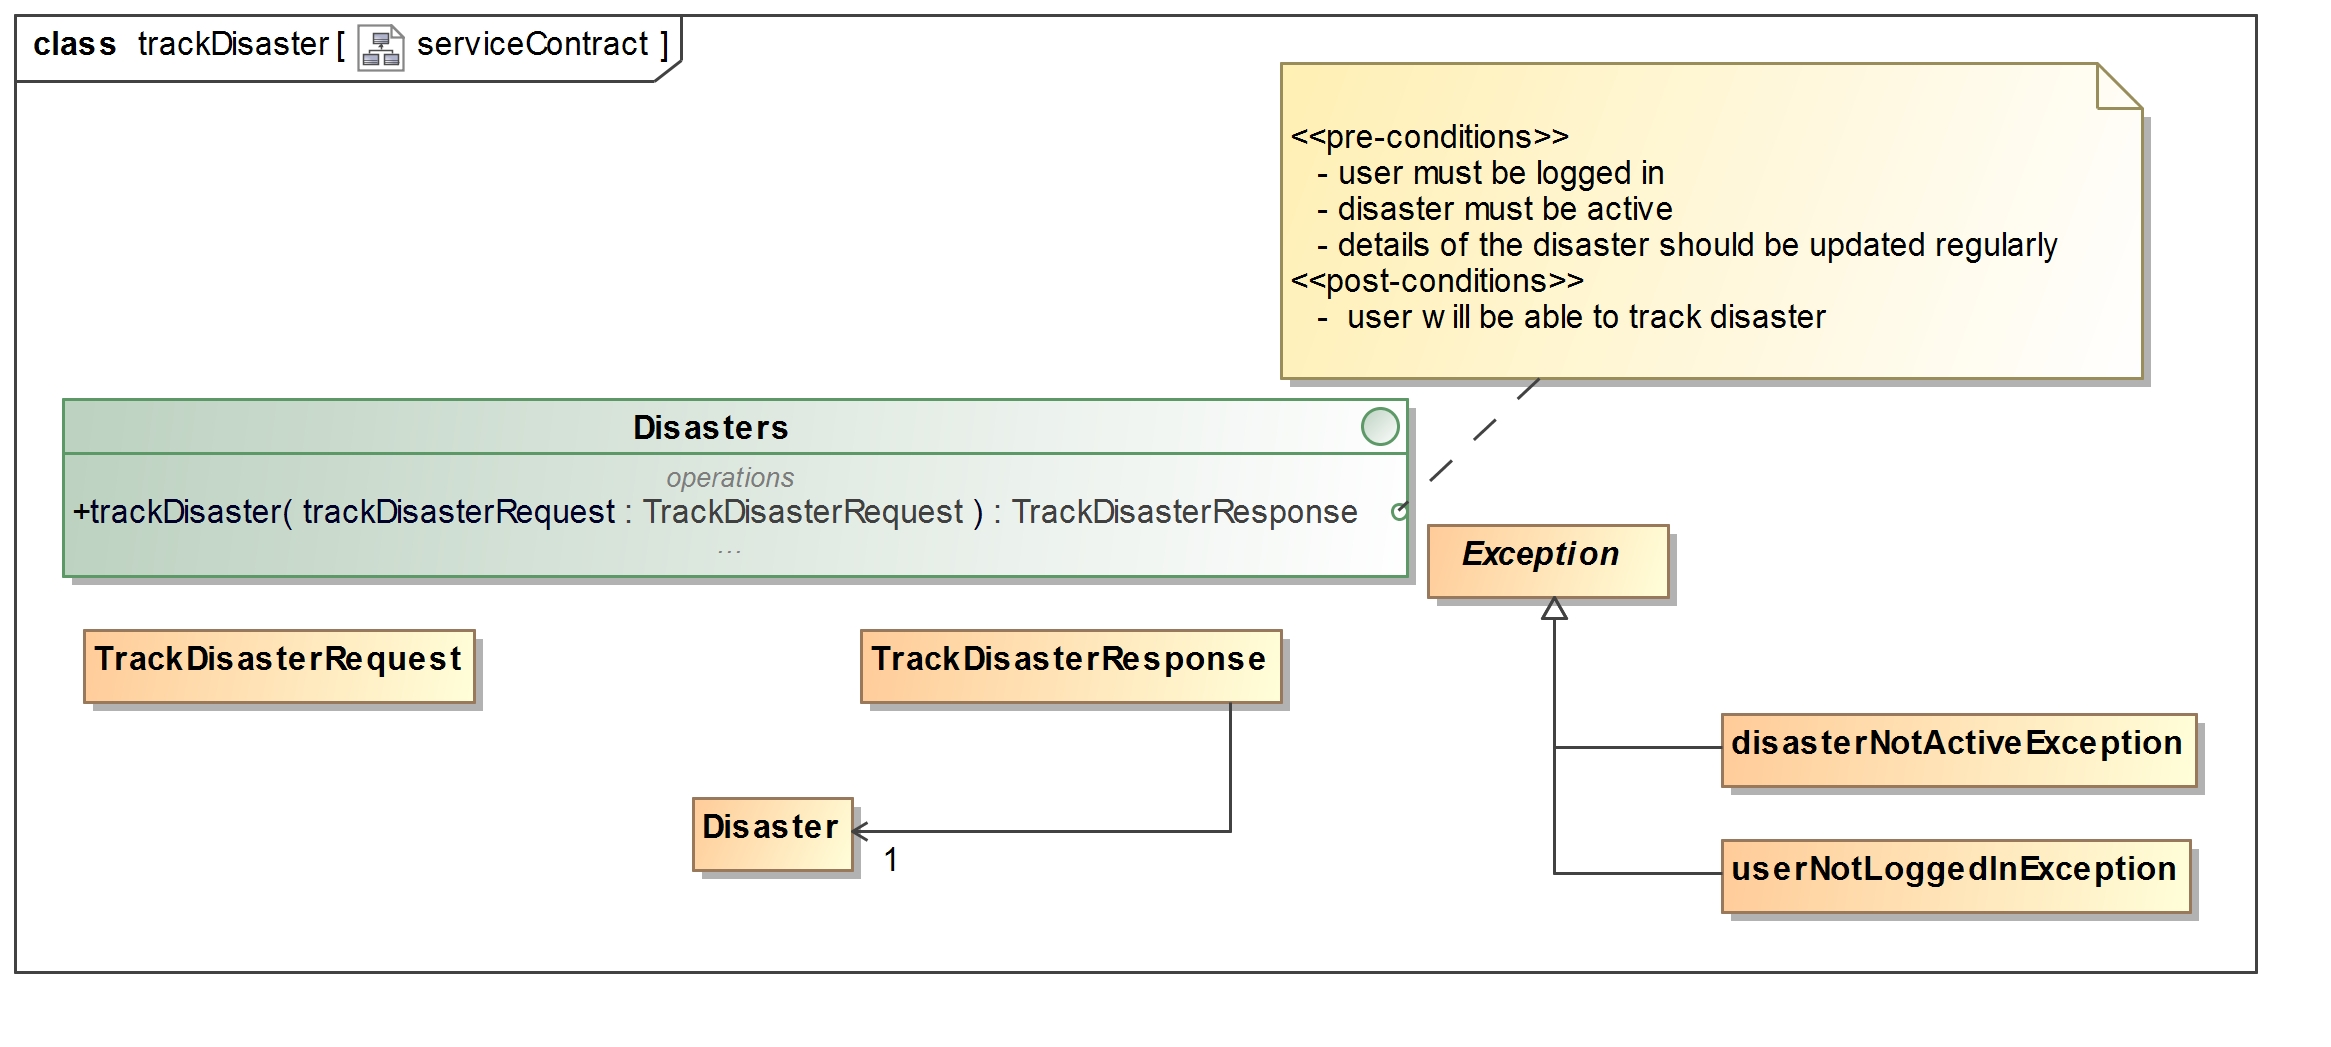 class trackDisaster [ serviceContract ]
<<pre-conditions>>
- user must be logged in
- disaster must be active
- details of the disaster should be updated regularly
<<post-conditions>>
- user will be able to track disaster
Disasters
operations
+trackDisaster( trackDisasterRequest : TrackDisasterRequest ) : TrackDisasterResponse
...
Exception
TrackDisasterRequest
TrackDisasterResponse
disasterNotActiveException
Disaster
1
userNotLoggedInException